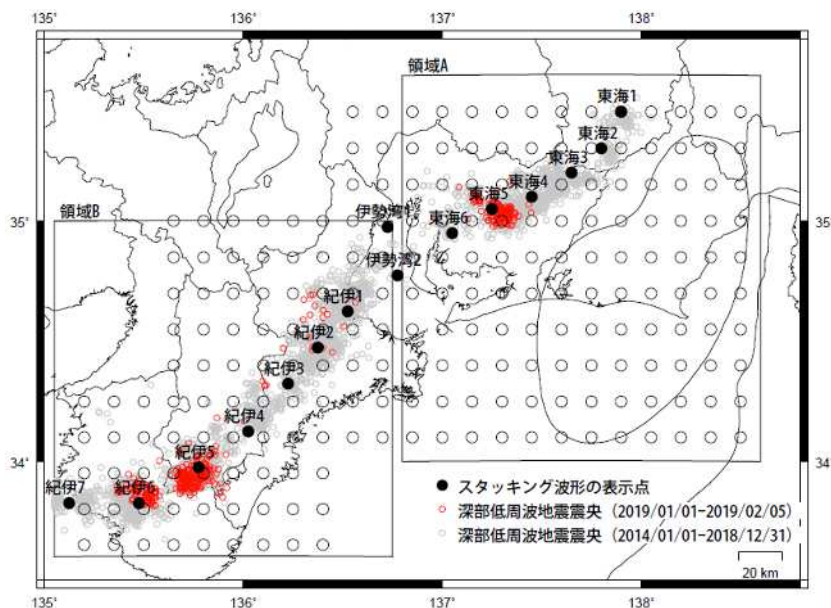 135°
136°
137°
138°
領域A
東海1
東海2
東海3
東海4
東海5
東海6
35°
35°
領域B
伊勢湾1
伊勢湾2
紀伊1
紀伊2
紀伊3
紀伊4
紀伊5
紀伊6
紀伊7
34°
34°
スタッキング波形の表示点
深部低周波地震震央（2019/01/01−2019/02/05）
深部低周波地震震央（2014/01/01−2018/12/31）
20 km
135°
136°
137°
138°